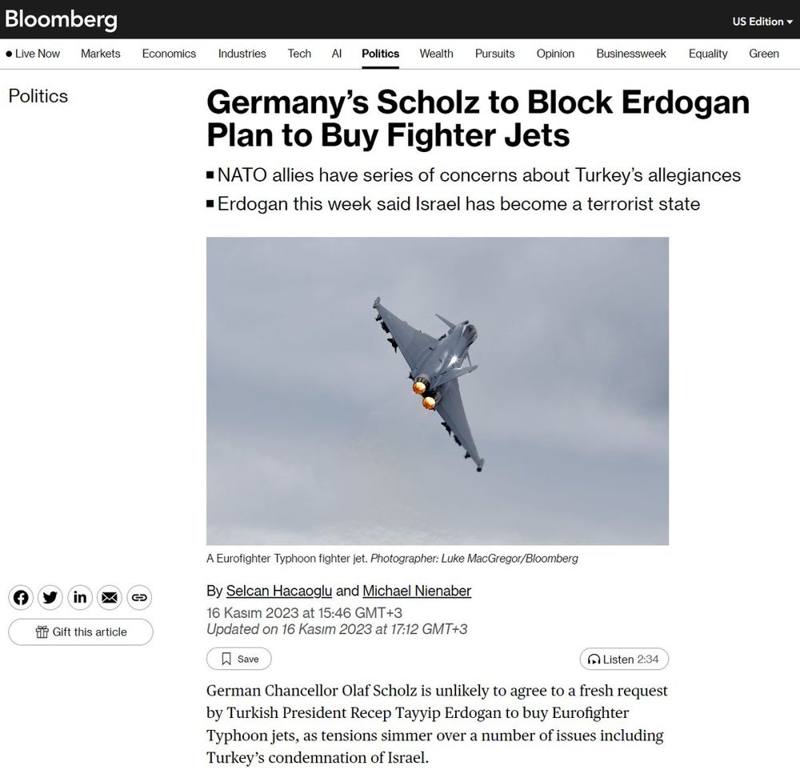 Bloomberg
US Edition
Live Now Markets Economics Industries Tech AI Politics Wealth Pursuits Opinion Businessweek Equality Green
Politics
Germany's Scholz to Block Erdogan
Plan to Buy Fighter Jets
NATO allies have series of concerns about Turkey's allegiances
Erdogan this week said Israel has become a terrorist state
A Eurofighter Typhoon fighter jet. Photographer: Luke MacGregor/Bloomberg
By Selcan Hacaoglu and Michael Nienaber
16 Kasım 2023 at 15:46 GMT+3
Updated on 16 Kasım 2023 at 17:12 GMT+3
Gift this article
Save
Listen 2:34
German Chancellor Olaf Scholz is unlikely to agree to a fresh request
by Turkish President Recep Tayyip Erdogan to buy Eurofighter
Typhoon jets, as tensions simmer over a number of issues including
Turkey's condemnation of Israel.